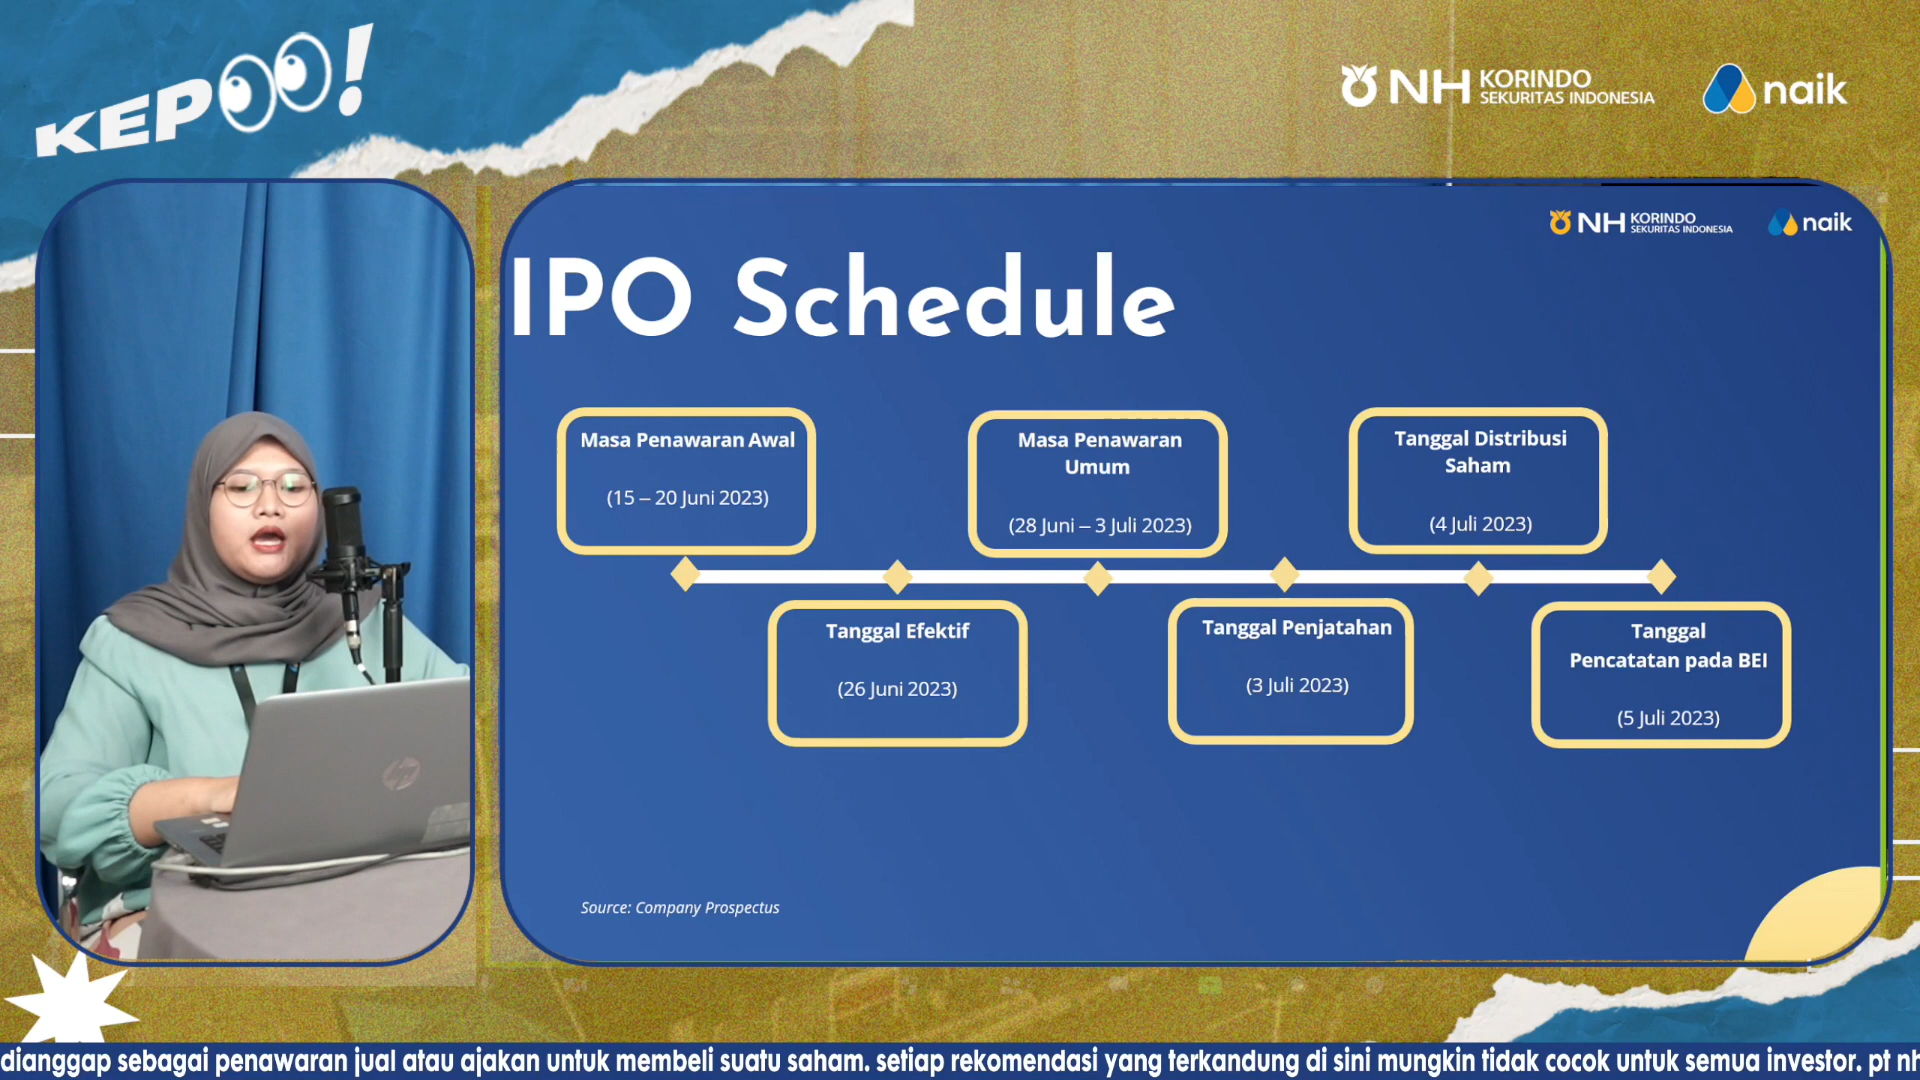 KEPOO!
NH KORINDO
SEKURITAS INDONESIA
naik
NH KORINDO
SEKURITAS INDONESIA
naik
IPO Schedule
Masa Penawaran Awal
(15 – 20 Juni 2023)
Masa Penawaran
Umum
(28 Juni – 3 Juli 2023)
Tanggal Distribusi
Saham
(4 Juli 2023)
Tanggal Efektif
(26 Juni 2023)
Tanggal Penjatahan
(3 Juli 2023)
Tanggal
Pencatatan pada BEI
(5 Juli 2023)
hp
Source: Company Prospectus
dianggap sebagai penawaran jual atau ajakan untuk membeli suatu saham. setiap rekomendasi yang terkandung di sini mungkin tidak cocok untuk semua investor. pt nh